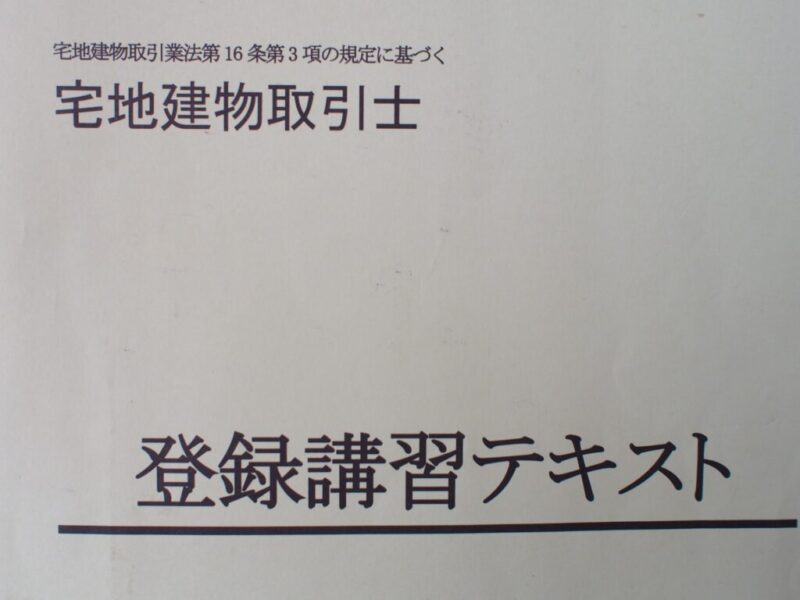 宅地建物取引業法第16条第3項の規定に基づく
宅地建物取引士
登録講習テキスト